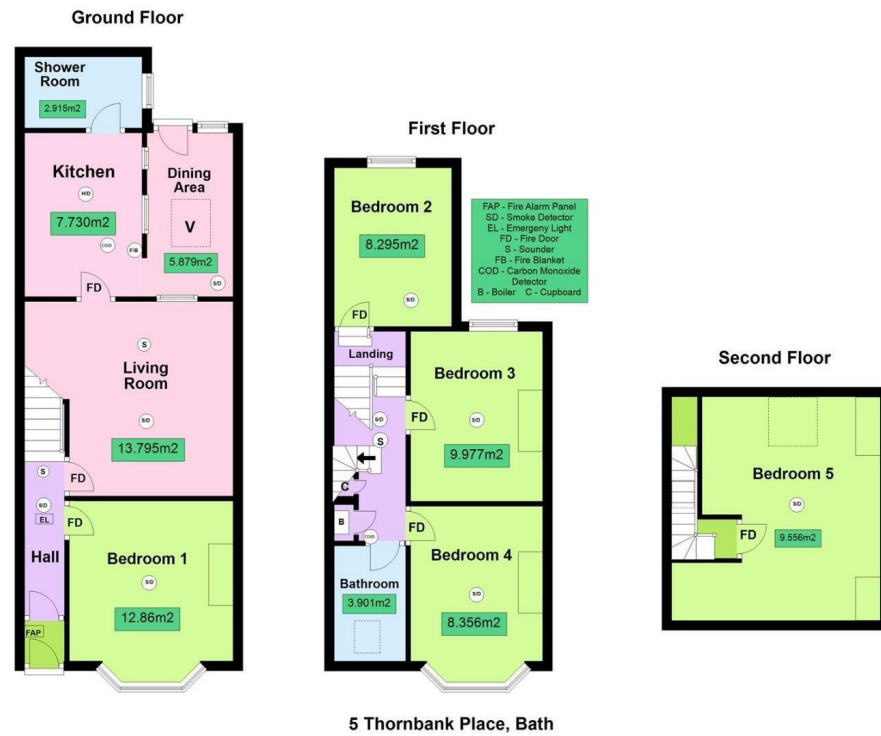 Ground Floor
Shower
Room
2.915m2
Kitchen
H/D
7.730m2
COD
F/B
Dining
Area
V
5.879m2
S/D
FD
S
Living
Room
S/D
13.795m2
S
FD
S/D
EL
FD
Hall
Bedroom 1
S/D
12.86m2
FAP
First Floor
Bedroom 2
8.295m2
S/D
FD
FAP - Fire Alarm Panel
SD - Smoke Detector
EL - Emergeny Light
FD - Fire Door
S - Sounder
FB - Fire Blanket
COD - Carbon Monoxide
Detector
B - Boiler C - Cupboard
Landing
Bedroom 3
S/D
FD
S/D
S
9.977m2
C
B
FD
COD
Bedroom 4
Bathroom
3.901m2
S/D
8.356m2
Second Floor
Bedroom 5
S/D
FD
9.556m2
5 Thornbank Place, Bath